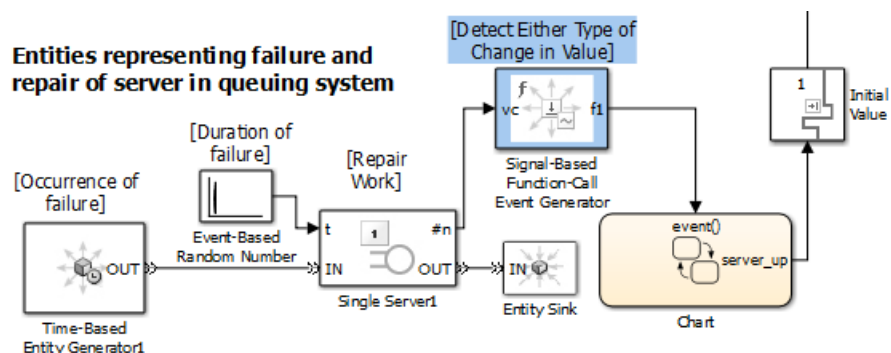 [Detect Either Type of
Change in Value]
Entities representing failure and
repair of server in queuing system
vc
f1
1
Initial
Value
[Duration of
failure]
Signal-Based
Function-Call
Event Generator
[Repair
Work]
[Occurrence of
failure]
t
1
#n
Event-Based
Random Number
event()
server_up
OUT
IN
OUT
IN
Single Server1
Entity Sink
Chart
Time-Based
Entity Generator1